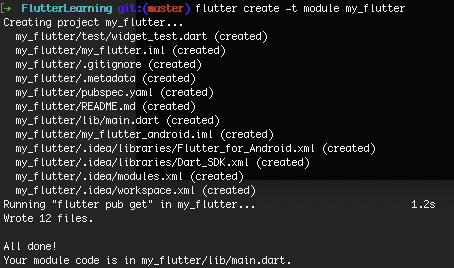 [→  FlutterLearning git:(master) flutter create -t module my_flutter
Creating project my_flutter...
  my_flutter/test/widget_test.dart (created)
  my_flutter/my_flutter.iml (created)
  my_flutter/.gitignore (created)
  my_flutter/.metadata (created)
  my_flutter/pubspec.yaml (created)
  my_flutter/README.md (created)
  my_flutter/lib/main.dart (created)
  my_flutter/my_flutter_android.iml (created)
  my_flutter/.idea/libraries/Flutter_for_Android.xml (created)
  my_flutter/.idea/libraries/Dart_SDK.xml (created)
  my_flutter/.idea/modules.xml (created)
  my_flutter/.idea/workspace.xml (created)
Running "flutter pub get" in my_flutter...                          1.2s
Wrote 12 files.

All done!
Your module code is in my_flutter/lib/main.dart.